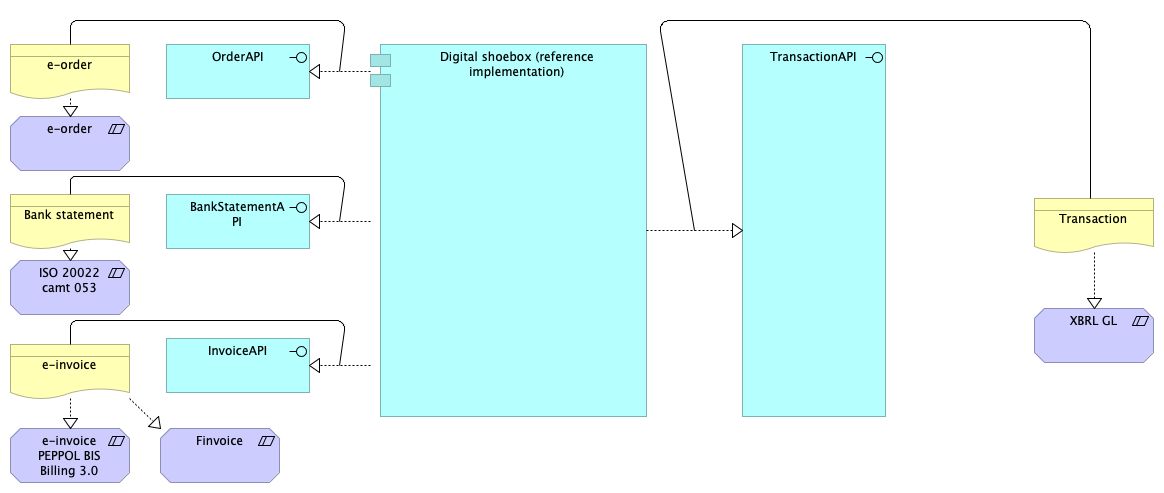 e-order
OrderAPI
Digital shoebox (reference
implementation)
TransactionAPI
e-order
Bank statement
BankStatementA
PI
Transaction
ISO 20022
camt 053
XBRL GL
e-invoice
InvoiceAPI
e-invoice
PEPPOL BIS
Billing 3.0
Finvoice